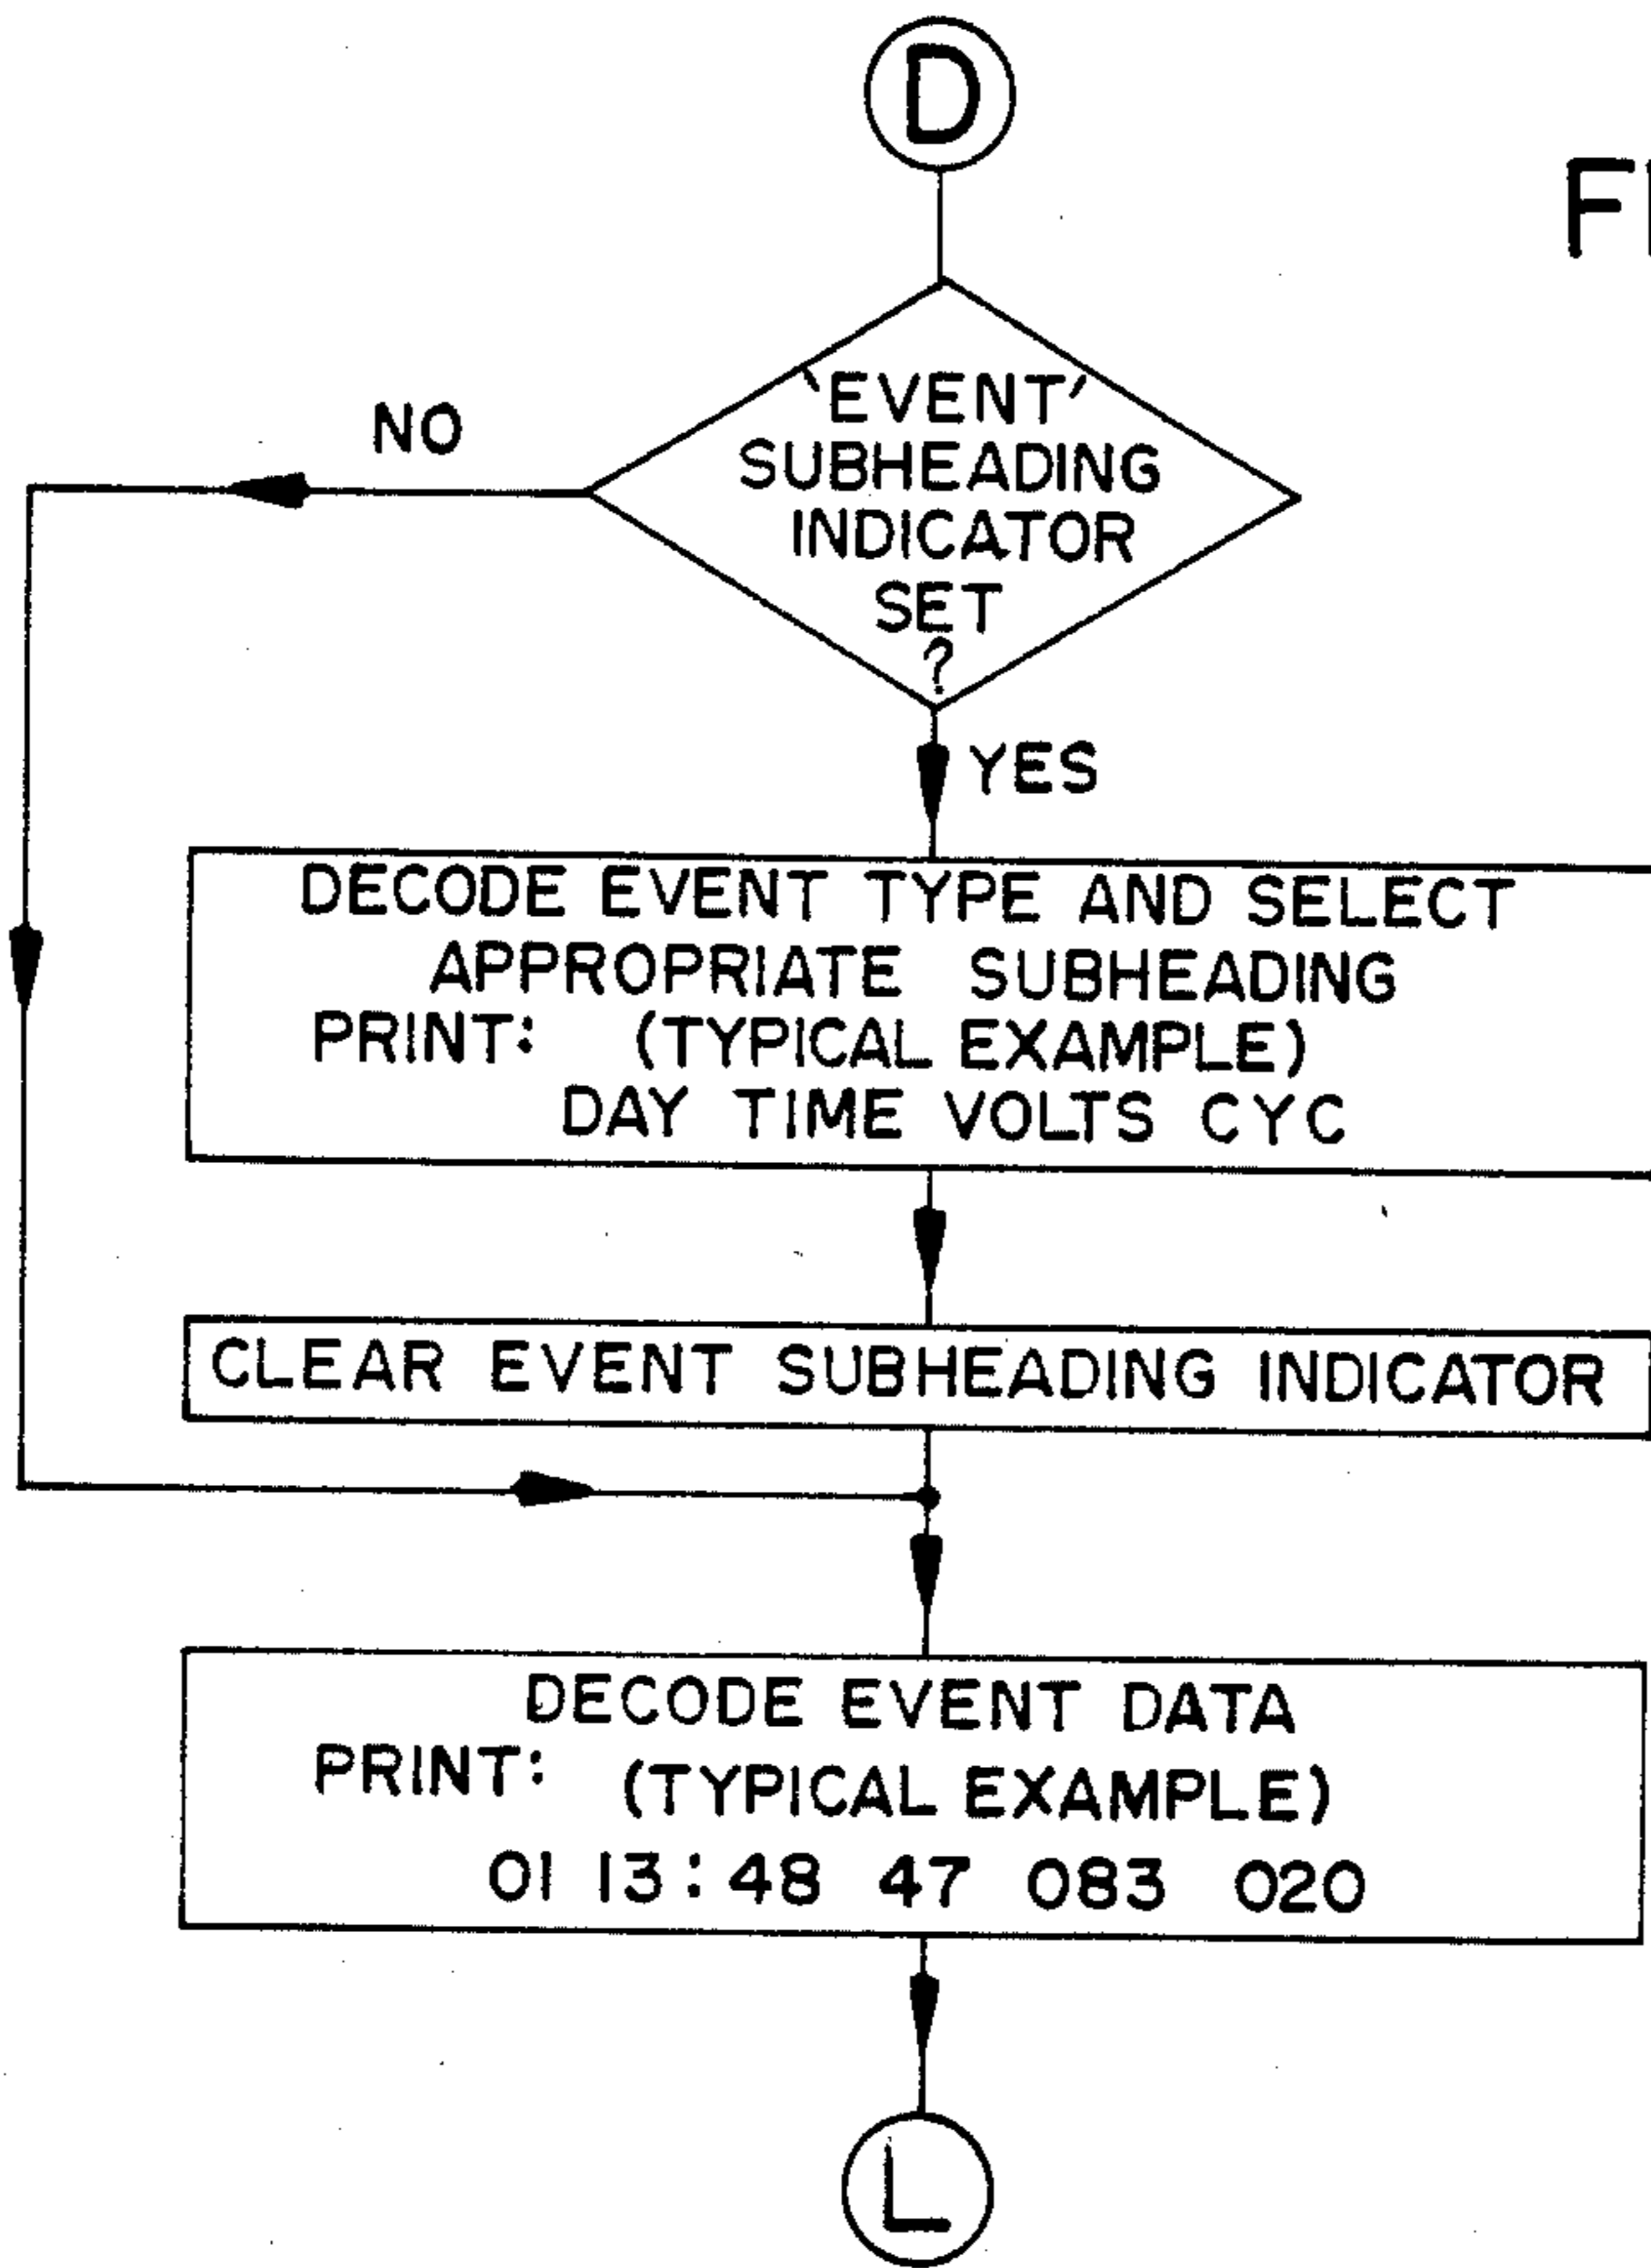 D
'EVENT'
SUBHEADING
INDICATOR
SET
?
NO
YES
DECODE EVENT TYPE AND SELECT
APPROPRIATE SUBHEADING
PRINT: (TYPICAL EXAMPLE)
DAY TIME VOLTS CYC
CLEAR EVENT SUBHEADING INDICATOR
DECODE EVENT DATA
PRINT: (TYPICAL EXAMPLE)
01 13:48 47 083 020
L